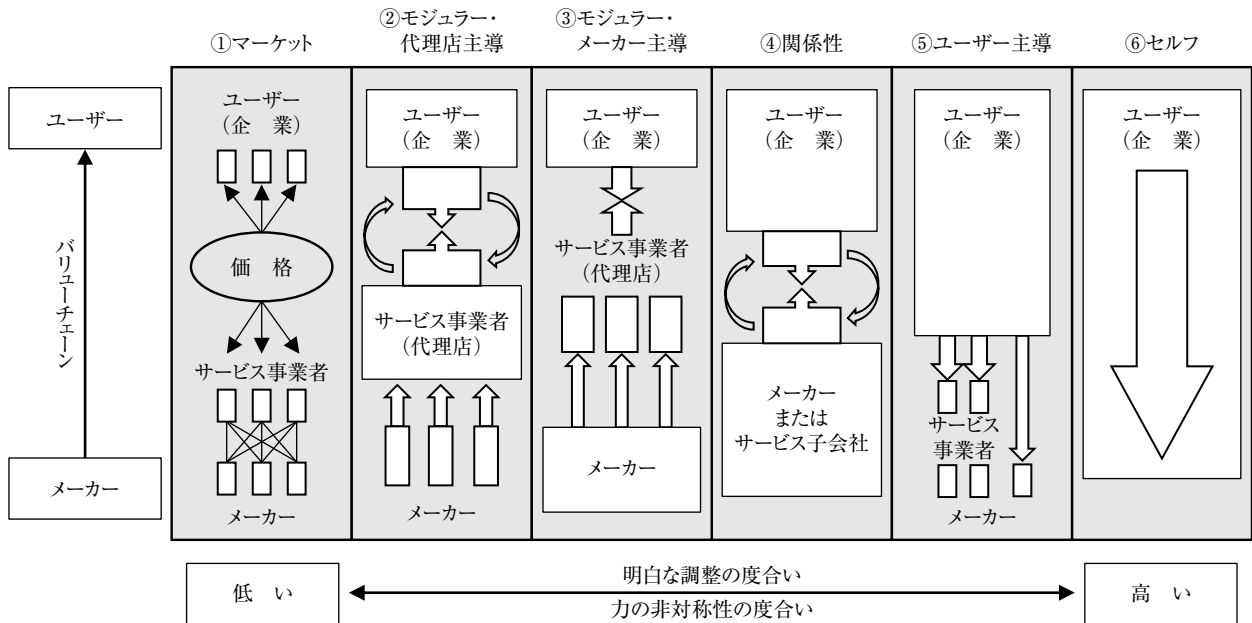 ①マーケット
②モジュラー・
代理店主導
③モジュラー・
メーカー主導
④関係性
⑤ユーザー主導
⑥セルフ
ユーザー
バリューチェーン
メーカー
ユーザー
（企　業）
価　格
サービス事業者
メーカー
ユーザー
（企　業）
サービス事業者
（代理店）
メーカー
ユーザー
（企　業）
サービス事業者
（代理店）
メーカー
ユーザー
（企　業）
メーカー
または
サービス子会社
ユーザー
（企　業）
サービス
事業者
メーカー
ユーザー
（企　業）
低　い
明白な調整の度合い
力の非対称性の度合い
高　い